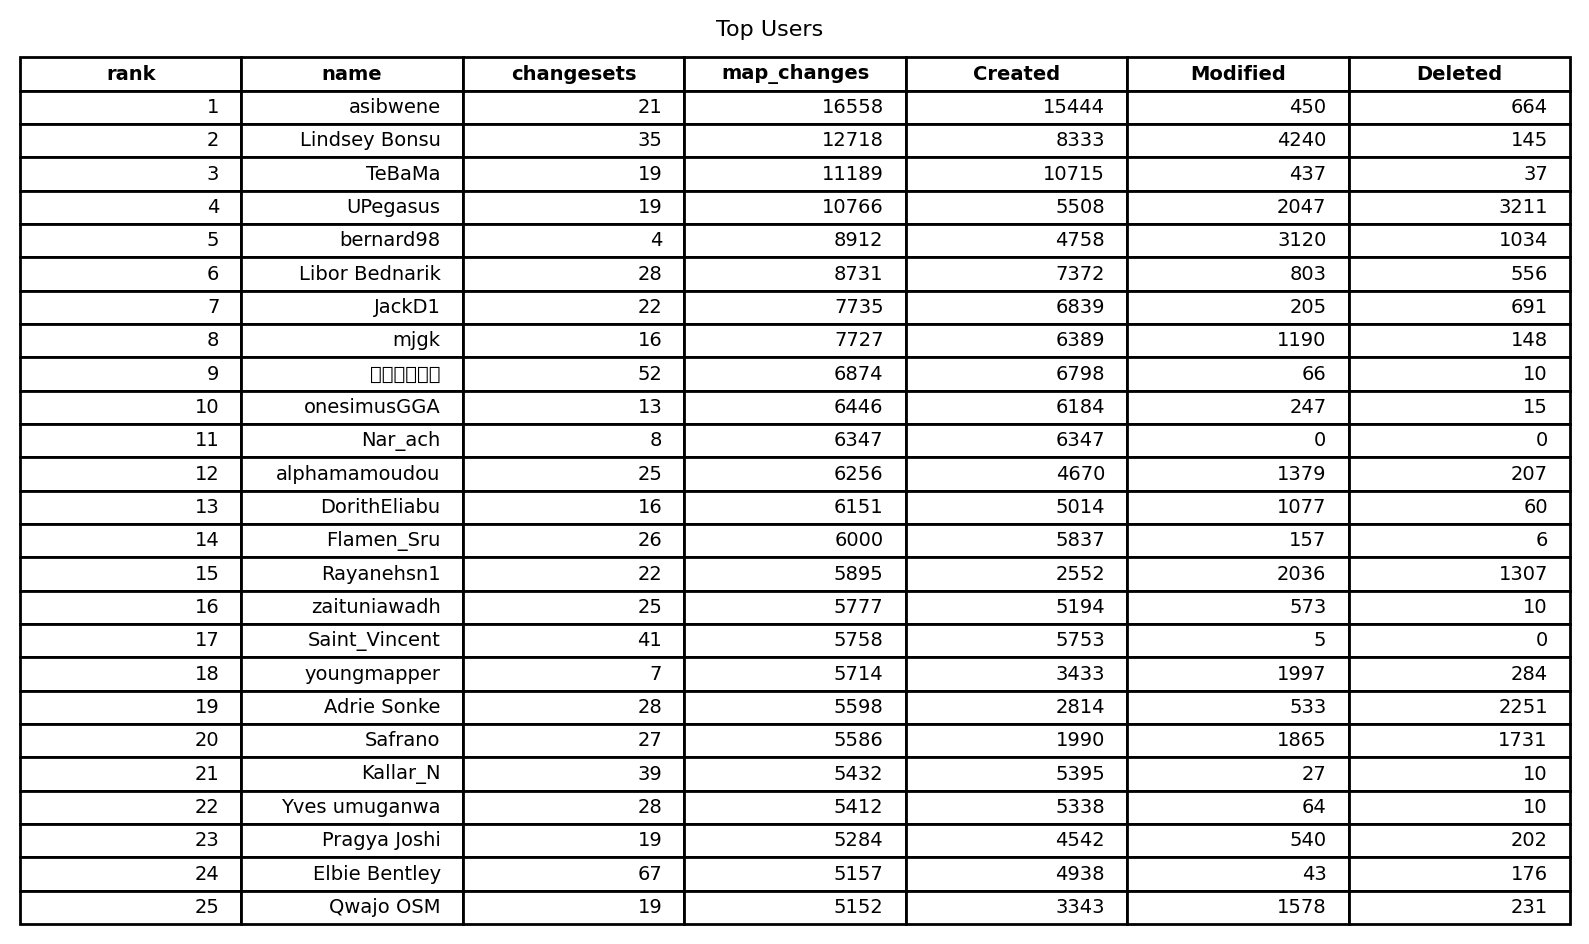 Top Users
rank name changesets map_changes Created Modified Deleted
1 asibwene 21 16558 15444 450 664
2 Lindsey Bonsu 35 12718 8333 4240 145
3 TeBaMa 19 11189 10715 437 37
4 UPegasus 19 10766 5508 2047 3211
5 bernard98 4 8912 4758 3120 1034
6 Libor Bednarik 28 8731 7372 803 556
7 JackD1 22 7735 6839 205 691
8 mjgk 16 7727 6389 1190 148
9 52 6874 6798 66 10
10 onesimusGGA 13 6446 6184 247 15
11 Nar_ach 8 6347 6347 0 0
12 alphamamoudou 25 6256 4670 1379 207
13 DorithEliabu 16 6151 5014 1077 60
14 Flamen_Sru 26 6000 5837 157 6
15 Rayanehsn1 22 5895 2552 2036 1307
16 zaituniawadh 25 5777 5194 573 10
17 Saint_Vincent 41 5758 5753 5 0
18 youngmapper 7 5714 3433 1997 284
19 Adrie Sonke 28 5598 2814 533 2251
20 Safrano 27 5586 1990 1865 1731
21 Kallar_N 39 5432 5395 27 10
22 Yves umuganwa 28 5412 5338 64 10
23 Pragya Joshi 19 5284 4542 540 202
24 Elbie Bentley 67 5157 4938 43 176
25 Qwajo OSM 19 5152 3343 1578 231